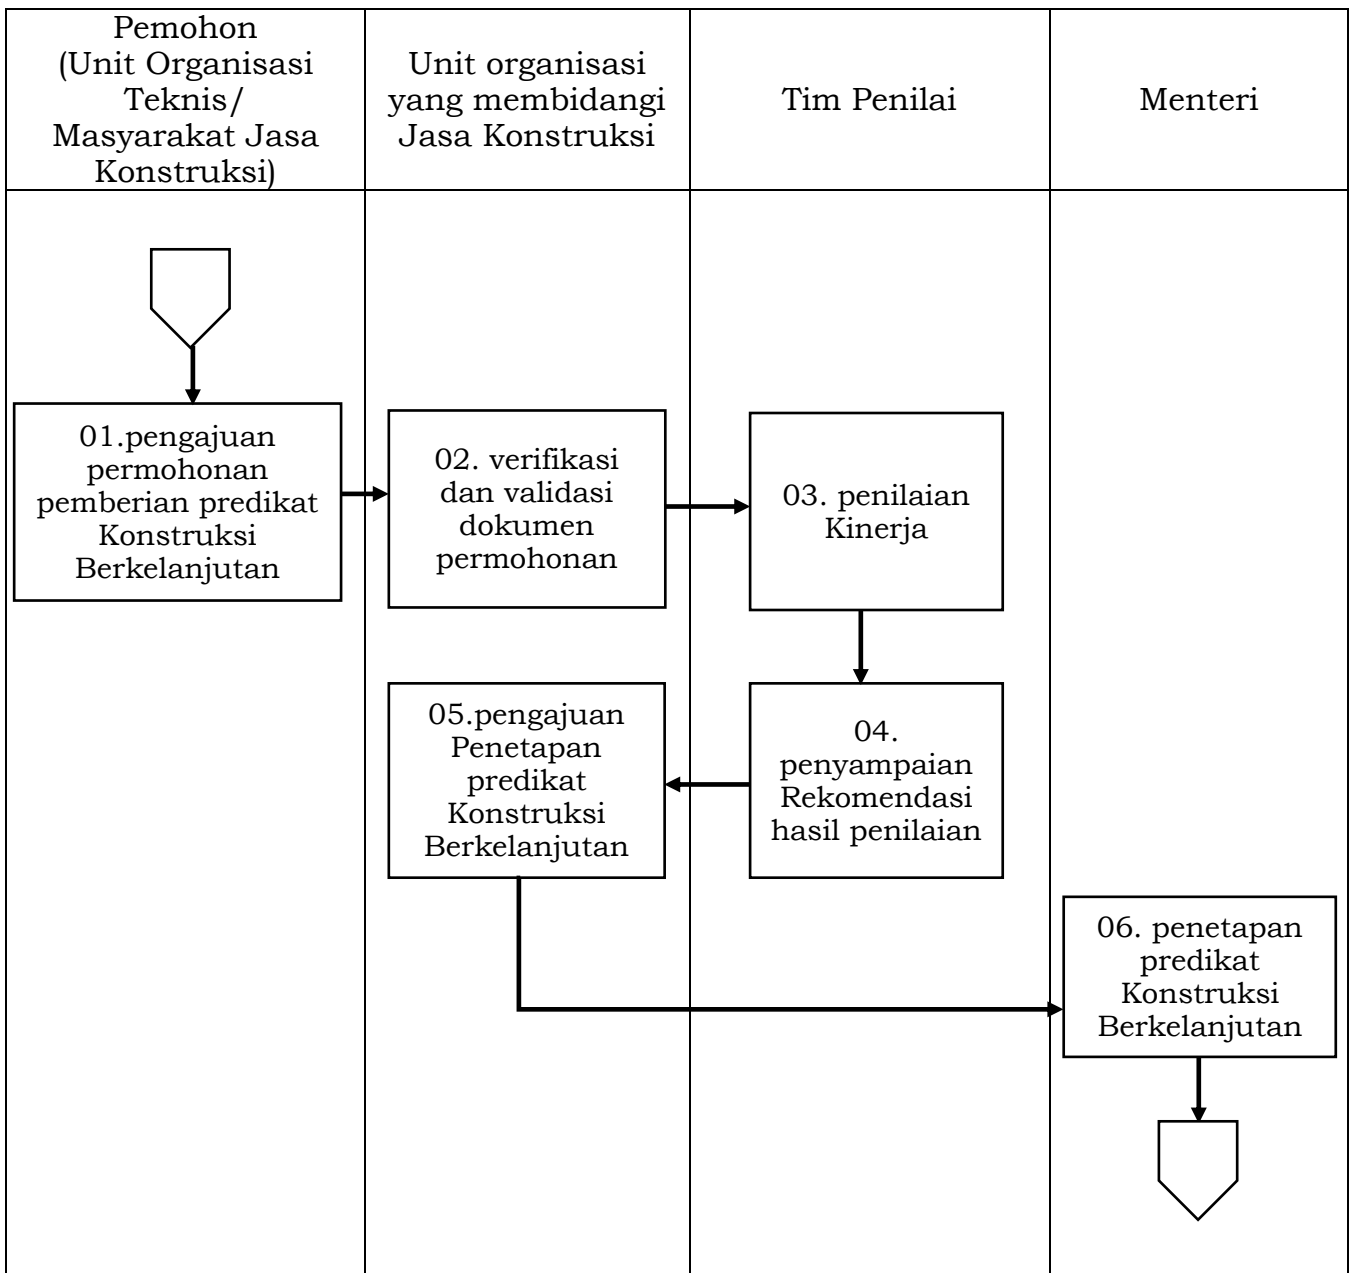 Pemohon
(Unit Organisasi
Teknis/
Masyarakat Jasa
Konstruksi)
Unit organisasi
yang membidangi
Jasa Konstruksi
Tim Penilai
Menteri
01.pengajuan
permohonan
pemberian predikat
Konstruksi
Berkelanjutan
02. verifikasi
dan validasi
dokumen
permohonan
03. penilaian
Kinerja
04.
penyampaian
Rekomendasi
hasil penilaian
05.pengajuan
Penetapan
predikat
Konstruksi
Berkelanjutan
06. penetapan
predikat
Konstruksi
Berkelanjutan